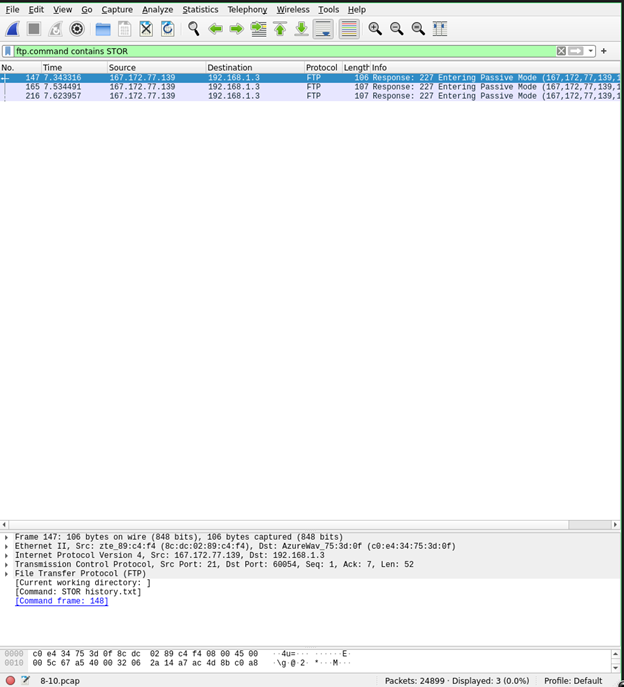 File Edit View Go Capture Analyze Statistics Telephony Wireless Tools Help
ftp.command contains STOR
No. Time Source Destination Protocol Length Info
147 7.343316 167.172.77.139 192.168.1.3 FTP 106 Response: 227 Entering Passive Mode (167,172,77,139,1
165 7.534491 167.172.77.139 192.168.1.3 FTP 107 Response: 227 Entering Passive Mode (167,172,77,139,1
216 7.623957 167.172.77.139 192.168.1.3 FTP 107 Response: 227 Entering Passive Mode (167,172,77,139,1
Frame 147: 106 bytes on wire (848 bits), 106 bytes captured (848 bits)
Ethernet II, Src: zte_89:c4:f4 (8c:dc:02:89:c4:f4), Dst: AzureWav_75:3d:0f (c0:e4:34:75:3d:0f)
Internet Protocol Version 4, Src: 167.172.77.139, Dst: 192.168.1.3
Transmission Control Protocol, Src Port: 21, Dst Port: 60054, Seq: 1, Ack: 7, Len: 52
File Transfer Protocol (FTP)
[Current working directory: ]
[Command: STOR history.txt]
[Command frame: 148]
0000 c0 e4 34 75 3d 0f 8c dc 02 89 c4 f4 08 00 45 00 ··4u=··· ······E·
0010 00 5c 67 a5 40 00 32 06 2a 14 a7 ac 4d 8b c0 a8 ·\g·@·2· *···M···
8-10.pcap Packets: 24899 · Displayed: 3 (0.0%) Profile: Default